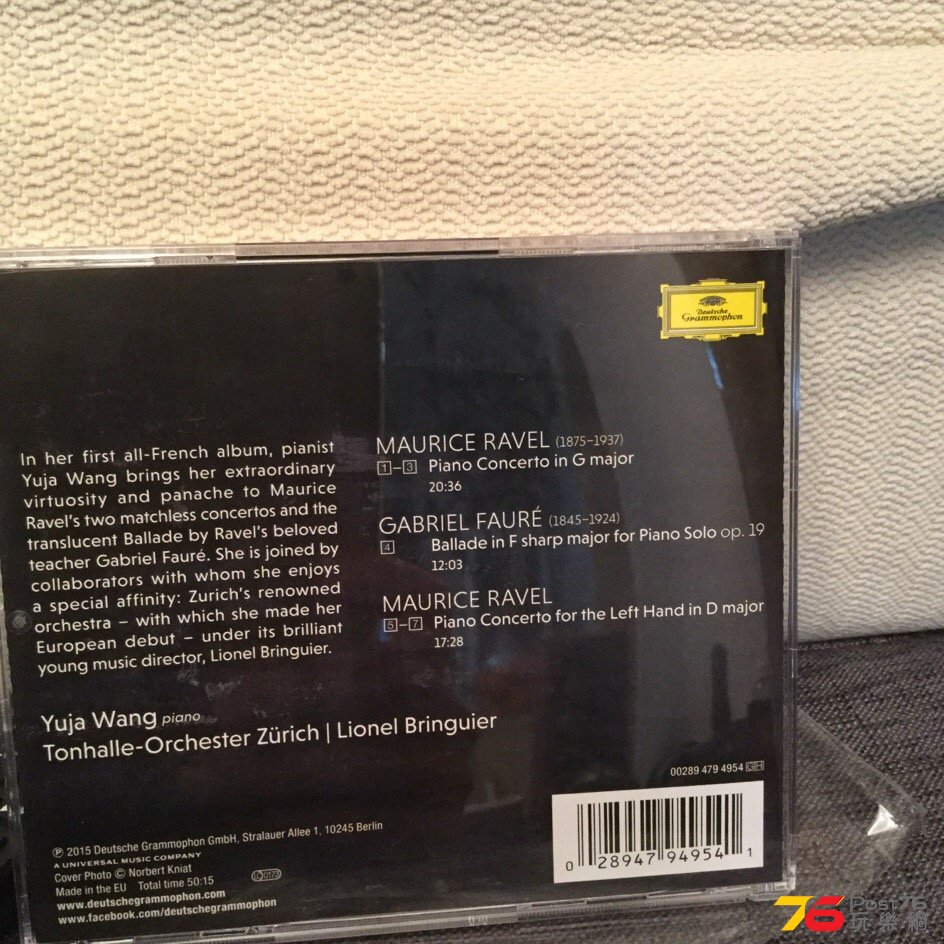 Deutsche
Grammophon
In her first all-French album, pianist
Yuja Wang brings her extraordinary
virtuosity and panache to Maurice
Ravel's two matchless concertos and the
translucent Ballade by Ravel's beloved
teacher Gabriel Fauré. She is joined by
collaborators with whom she enjoys
a special affinity: Zurich's renowned
orchestra – with which she made her
European debut – under its brilliant
young music director, Lionel Bringuier.
MAURICE RAVEL (1875–1937)
1–3 Piano Concerto in G major
20:36
GABRIEL FAURÉ (1845–1924)
4 Ballade in F sharp major for Piano Solo op. 19
12:03
MAURICE RAVEL
5–7 Piano Concerto for the Left Hand in D major
17:28
Yuja Wang piano
Tonhalle-Orchester Zürich | Lionel Bringuier
00289 479 4954 GH
℗ 2015 Deutsche Grammophon GmbH, Stralauer Allee 1. 10245 Berlin
A UNIVERSAL MUSIC COMPANY
Cover Photo © Norbert Kniat
Made in the EU Total time 50:15
www.deutschegrammophon.com
www.facebook.com/deutschegrammophon
0 28947 94954 1
76 Post76
玩樂網